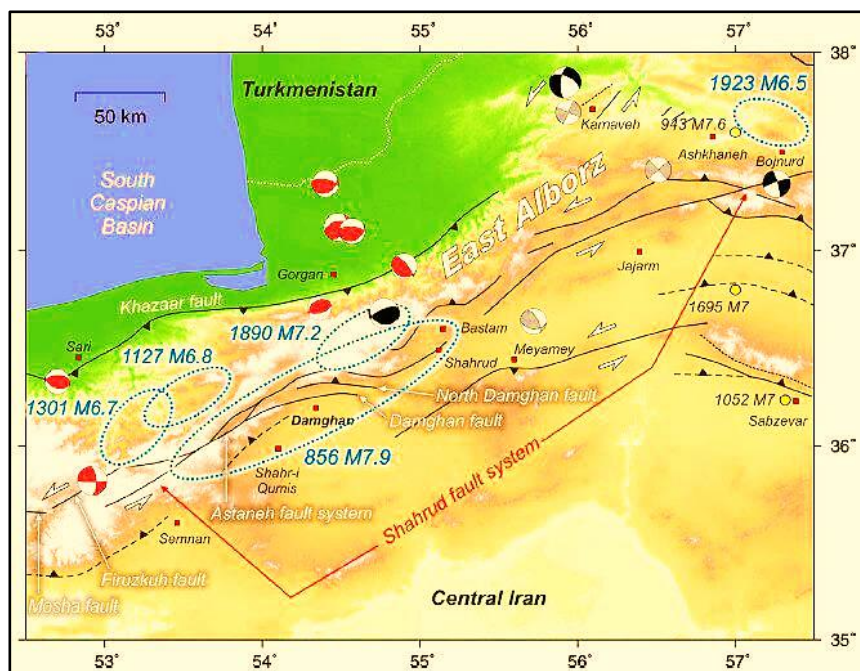 53° 54° 55° 56° 57°
38°
Turkmenistan
1923 M6.5
50 km
Karnaveh
943 M7.6
Ashkhaneh
Bojnurd
South
Caspian
Basin
East Alborz
37°
Gorgan
Jajarm
Khazaar fault
1695 M7
1890 M7.2
Bastam
Sari
Shahrud
Meyamey
1127 M6.8
North Damghan fault
1301 M6.7
Damghan
Damghan fault
1052 M7
Sabzevar
36°
856 M7.9
Shahr-i
Qumis
Shahrud fault system
Astaneh fault system
Semnan
Firuzkuh fault
Mosha fault
Central Iran
35°
53° 54° 55° 56° 57°